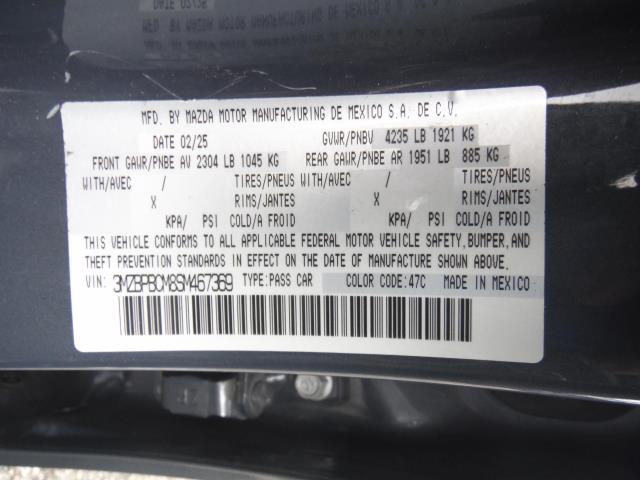 MFD. BY MAZDA MOTOR MANUFACTURING DE MEXICO S.A. DE C.V.
DATE 02/25 GVWR/PNBV 4235 LB 1921 KG
FRONT GAWR/PNBE AV 2304 LB 1045 KG REAR GAWR/PNBE AR 1951 LB 885 KG
WITH/AVEC / TIRES/PNEUS WITH/AVEC / TIRES/PNEUS
X RIMS/JANTES X RIMS/JANTES
KPA/ PSI COLD/A FROID KPA/ PSI COLD/A FROID
THIS VEHICLE CONFORMS TO ALL APPLICABLE FEDERAL MOTOR VEHICLE SAFETY, BUMPER, AND
THEFT PREVENTION STANDARDS IN EFFECT ON THE DATE OF MANUFACTURE SHOWN ABOVE.
VIN: 3MZBPBCM8SM467369 TYPE:PASS CAR COLOR CODE:47C MADE IN MEXICO